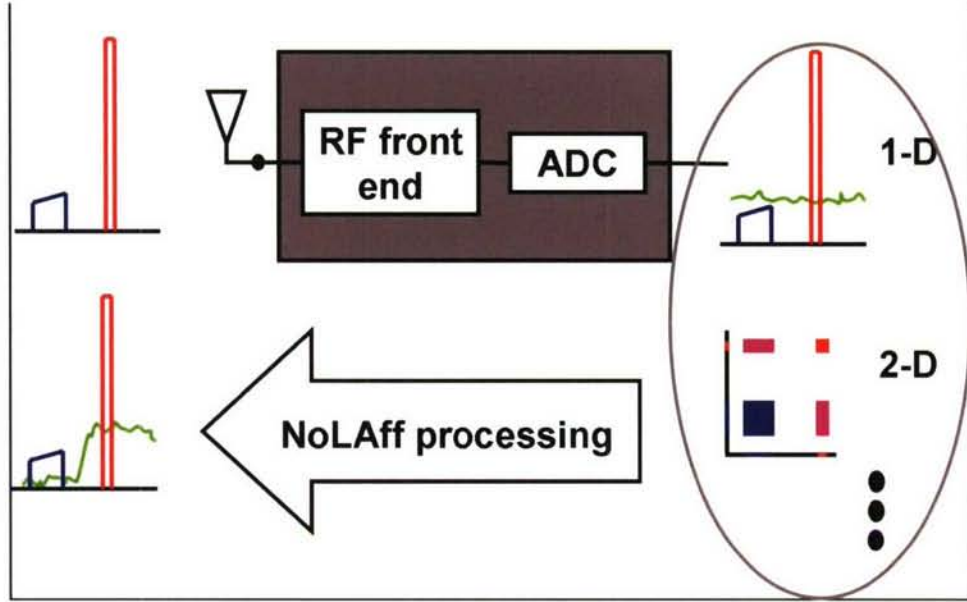 RF front
end
ADC
1-D
2-D
NoLAff processing